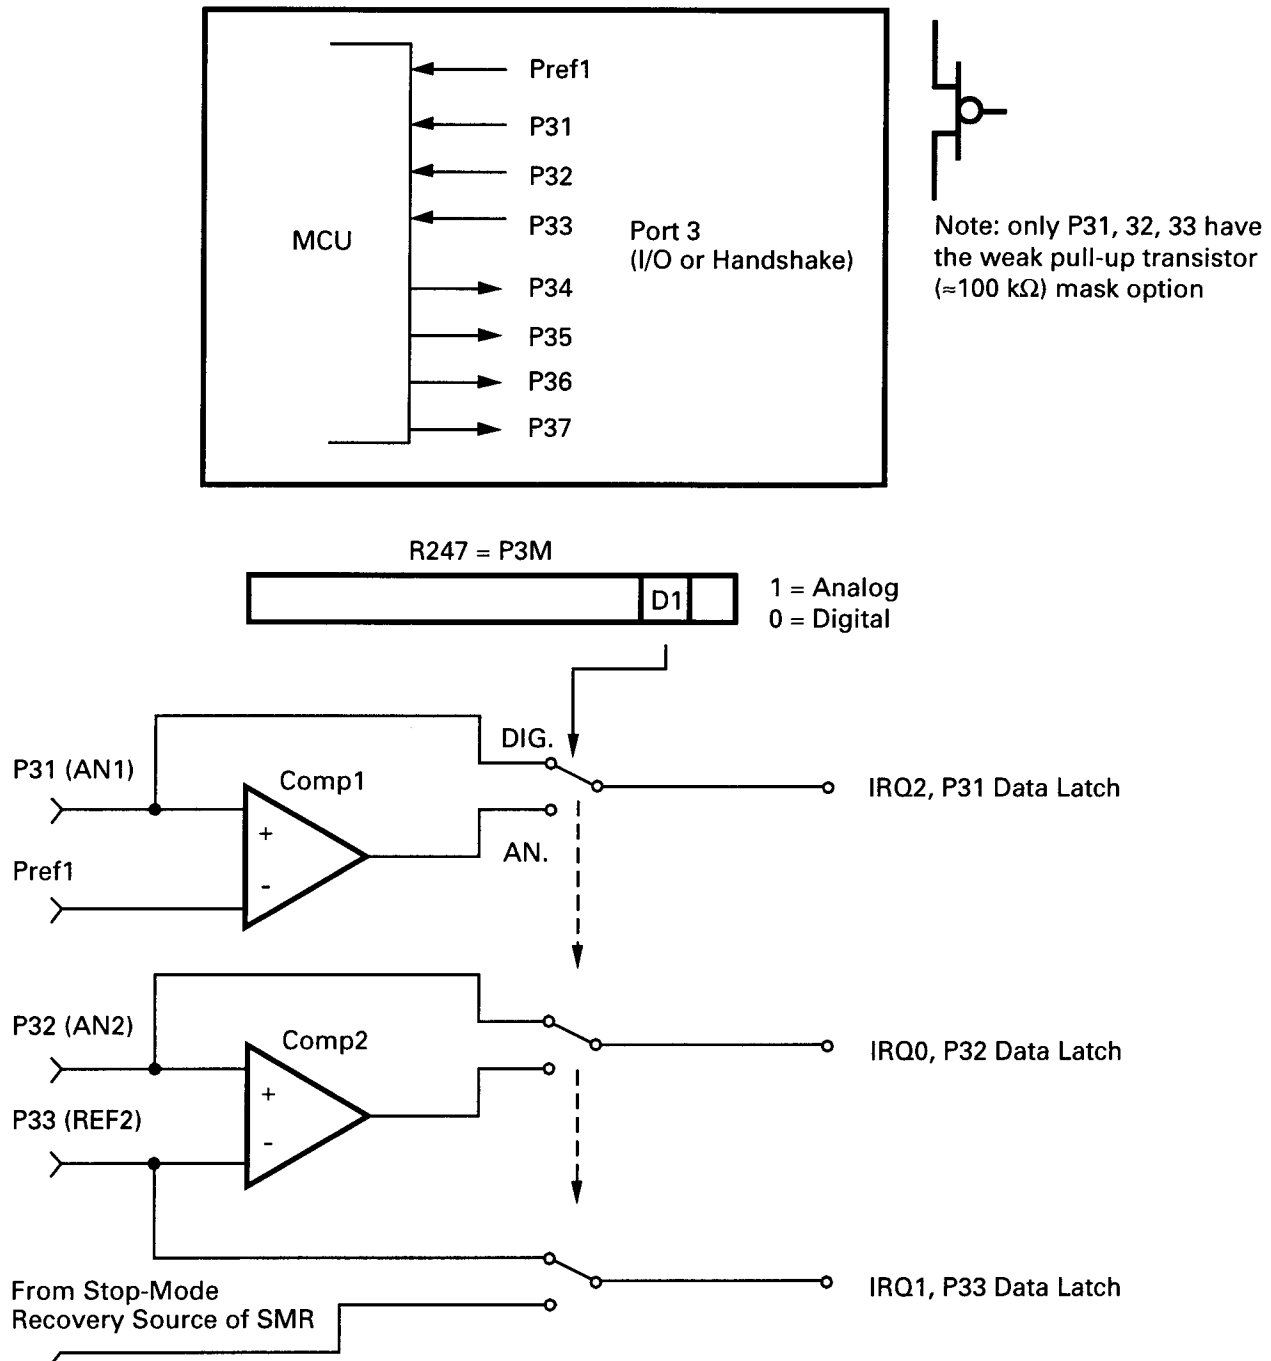 Pref1
P31
P32
P33
MCU
Port 3
(I/O or Handshake)
P34
P35
P36
P37
Note: only P31, 32, 33 have
the weak pull-up transistor
(≈100 kΩ) mask option
R247 = P3M
D1
1 = Analog
0 = Digital
DIG.
P31 (AN1)
Comp1
IRQ2, P31 Data Latch
+
AN.
Pref1
-
P32 (AN2)
Comp2
IRQ0, P32 Data Latch
+
P33 (REF2)
-
From Stop-Mode
Recovery Source of SMR
IRQ1, P33 Data Latch